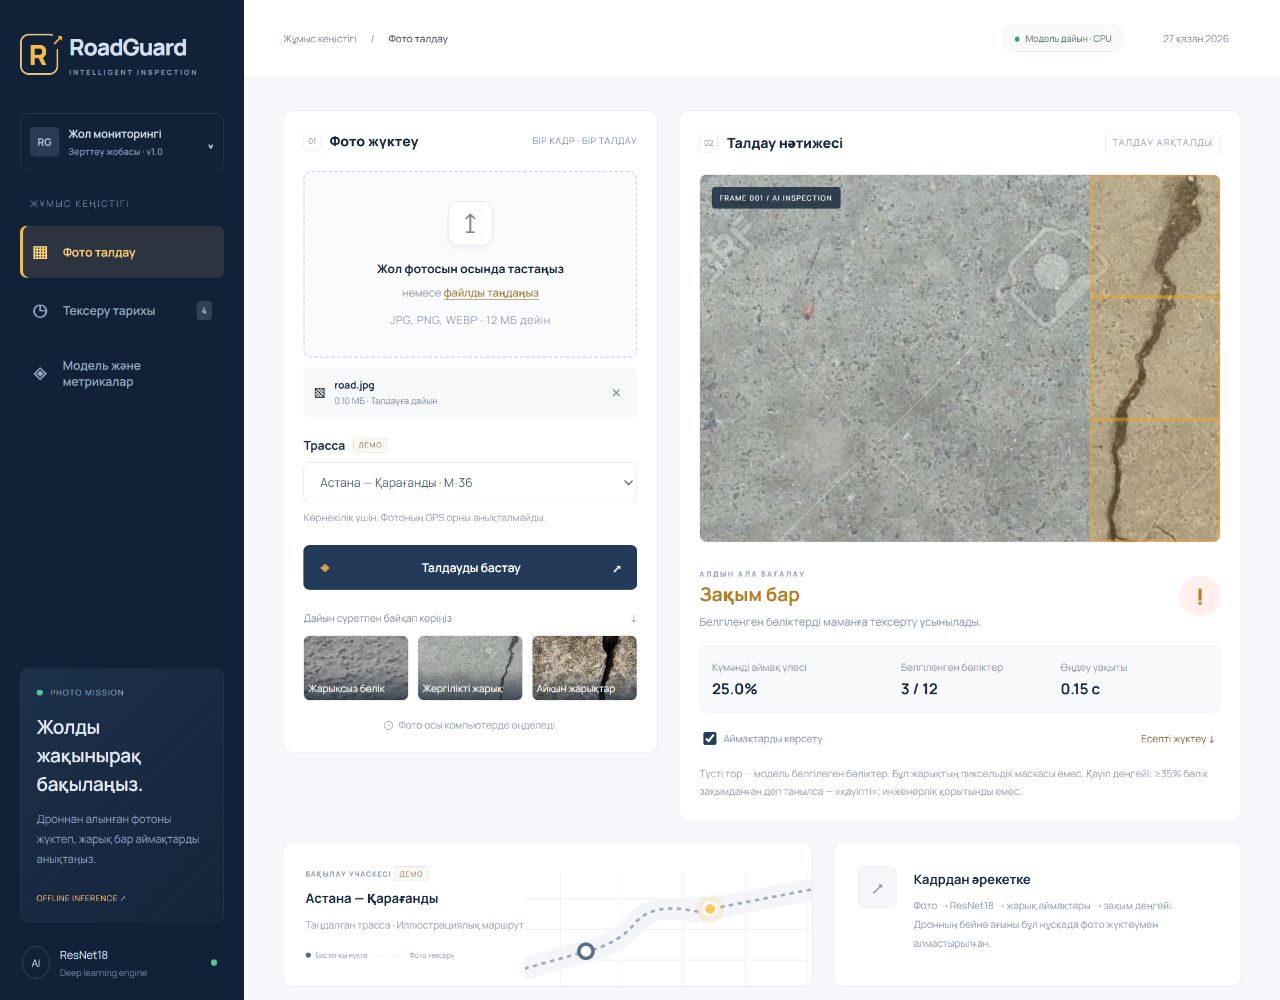 R RoadGuard
INTELLIGENT INSPECTION
RG
Жол мониторингі
Зерттеу жобасы · v1.0
ЖҰМЫС КЕҢІСТІГІ
Фото талдау
Тексеру тарихы
4
Модель және
метрикалар
PHOTO MISSION
Жолды
жақынырақ
бақылаңыз.
Дроннан алынған фотоны
жүктеп, жарық бар аймақтарды
анықтаңыз.
OFFLINE INFERENCE ↗
AI
ResNet18
Deep learning engine
Жұмыс кеңістігі / Фото талдау
Модель дайын · CPU
27 қазан 2026
01 Фото жүктеу
БІР КАДР · БІР ТАЛДАУ
Жол фотосын осында тастаңыз
немесе файлды таңдаңыз
JPG, PNG, WEBP · 12 МБ дейін
road.jpg
0.10 МБ · Талдауға дайын
×
Трасса ДЕМО
Астана — Қарағанды · М-36
Көрнекілік үшін. Фотоның GPS орны анықталмайды.
Талдауды бастау ↗
Дайын суретпен байқап көріңіз ↓
Жарықсыз бөлік
Жергілікті жарық
Айқын жарықтар
Фото осы компьютерде өңделеді.
02 Талдау нәтижесі
ТАЛДАУ АЯҚТАЛДЫ
FRAME 001 / AI INSPECTION
АЛДЫН АЛА БАҒАЛАУ
Зақым бар
!
Белгіленген бөліктерді маманға тексерту ұсынылады.
Күмәнді аймақ үлесі
25.0%
Белгіленген бөліктер
3 / 12
Өңдеу уақыты
0.15 с
Аймақтарды көрсету
Есепті жүктеу ↓
Түсті тор — модель белгілеген бөліктер. Бұл жарықтың пиксельдік маскасы емес. Қауіп деңгейі: ≥35% бөлік
зақымданған деп танылса — «қауіпті»; инженерлік қорытынды емес.
БАҚЫЛАУ УЧАСКЕСІ ДЕМО
Астана — Қарағанды
Таңдалған трасса · Иллюстрациялық маршрут
Бастапқы нүкте
Фото тексеру
↗
Кадрдан әрекетке
Фото → ResNet18 → жарық аймақтары → зақым деңгейі.
Дронның бейне ағыны бұл нұсқада фото жүктеумен
алмастырылған.